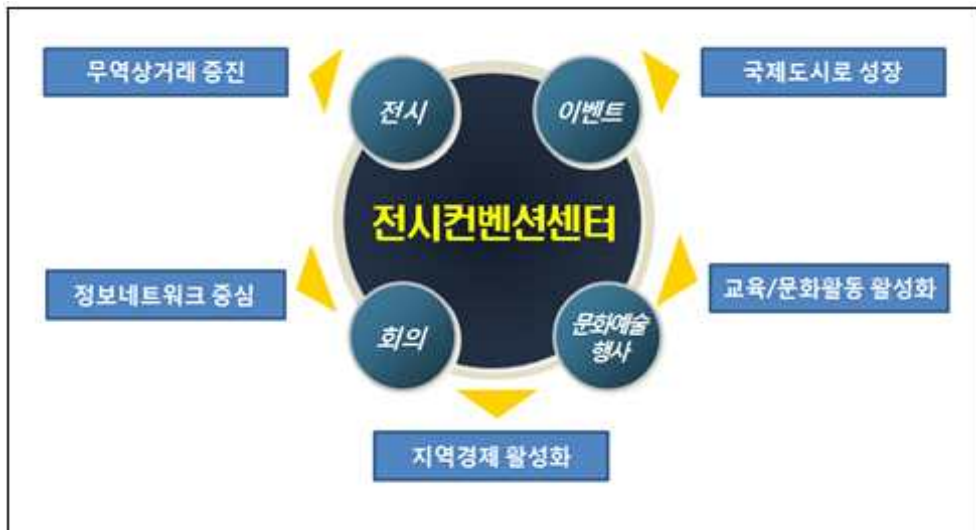 무역상거래 증진
국제도시로 성장
전시
이벤트
전시컨벤션센터
정보네트워크 중심
교육/문화활동 활성화
회의
문화예술
행사
지역경제 활성화